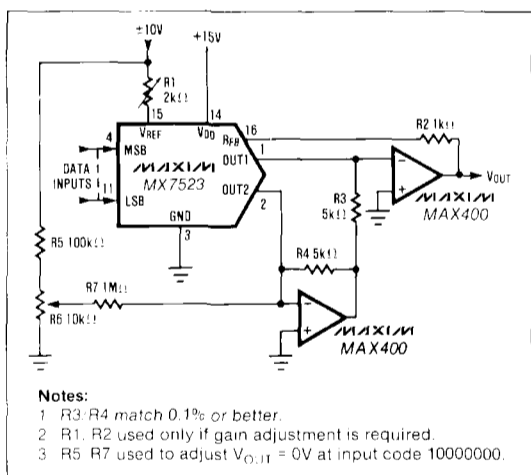 ±10V
+15V
R1
2kΩ
15
14
VREF
VDD
16
RFB
R2 1kΩ
4
MSB
OUT1
1
VOUT
DATA
INPUTS
MAXIM
MX7523
11
LSB
OUT2
2
R3
5kΩ
MAXIM
MAX400
GND
3
R4 5kΩ
R5 100kΩ
R7 1MΩ
R6 10kΩ
MAXIM
MAX400
Notes:
1 R3/R4 match 0.1% or better.
2 R1, R2 used only if gain adjustment is required.
3 R5-R7 used to adjust VOUT = 0V at input code 10000000.